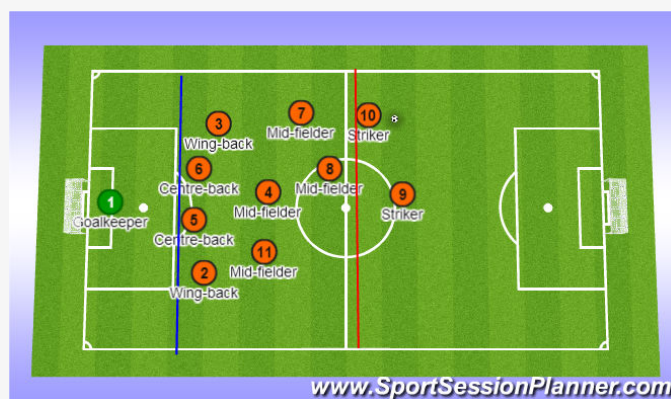 7
Mid-fielder
10
Striker
3
Wing-back
6
Centre-back
8
Mid-fielder
4
Mid-fielder
9
Striker
1
Goalkeeper
5
Centre-back
11
Mid-fielder
2
Wing-back
www.SportSessionPlanner.com